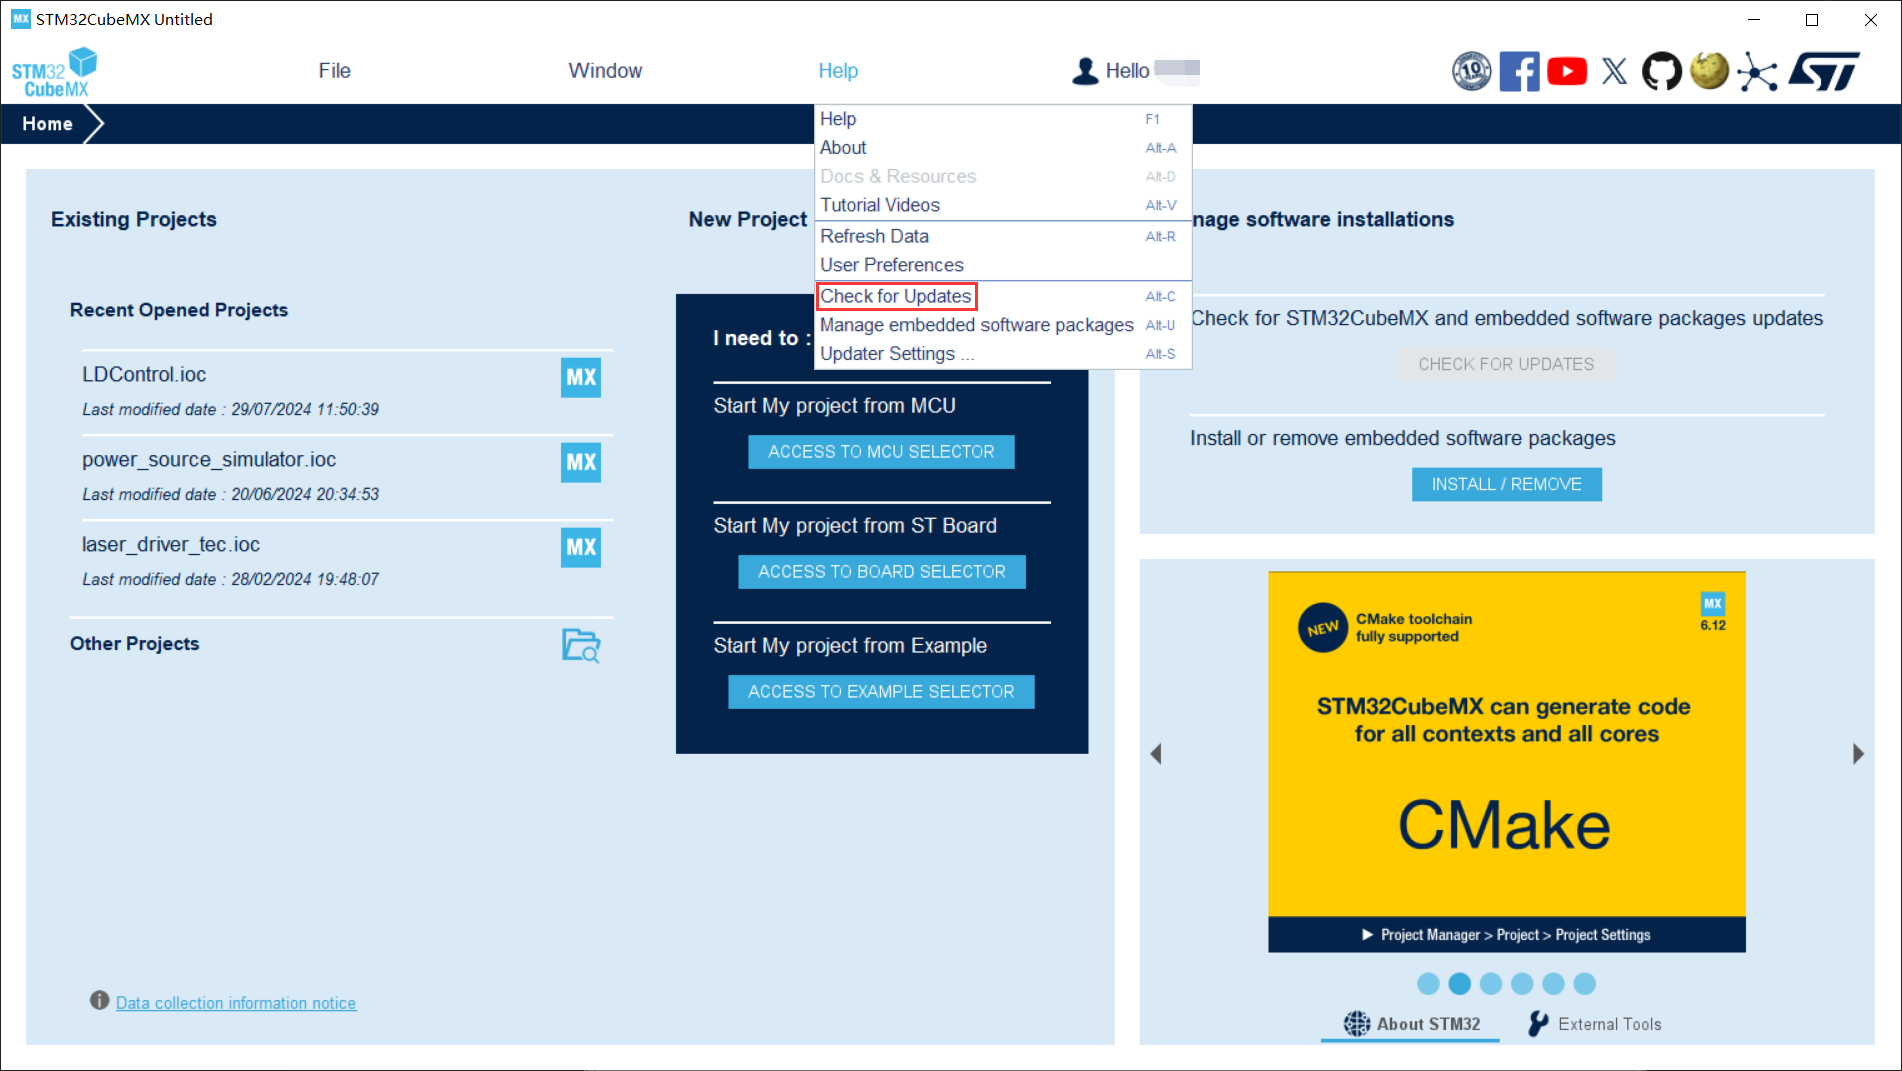 MX STM32CubeMX Untitled
STM32
CubeMX
File
Window
Help
Hello
10
ST
Home
Help F1
About Alt-A
Docs & Resources Alt-D
Tutorial Videos Alt-V
Refresh Data Alt-R
User Preferences
Check for Updates Alt-C
Manage embedded software packages Alt-U
Updater Settings ... Alt-S
Existing Projects
Recent Opened Projects
LDControl.ioc
MX
Last modified date : 29/07/2024 11:50:39
power_source_simulator.ioc
MX
Last modified date : 20/06/2024 20:34:53
laser_driver_tec.ioc
MX
Last modified date : 28/02/2024 19:48:07
Other Projects
Data collection information notice
New Project
I need to :
Start My project from MCU
ACCESS TO MCU SELECTOR
Start My project from ST Board
ACCESS TO BOARD SELECTOR
Start My project from Example
ACCESS TO EXAMPLE SELECTOR
nage software installations
Check for STM32CubeMX and embedded software packages updates
CHECK FOR UPDATES
Install or remove embedded software packages
INSTALL / REMOVE
NEW
CMake toolchain
fully supported
MX
6.12
STM32CubeMX can generate code
for all contexts and all cores
CMake
Project Manager > Project > Project Settings
About STM32
External Tools